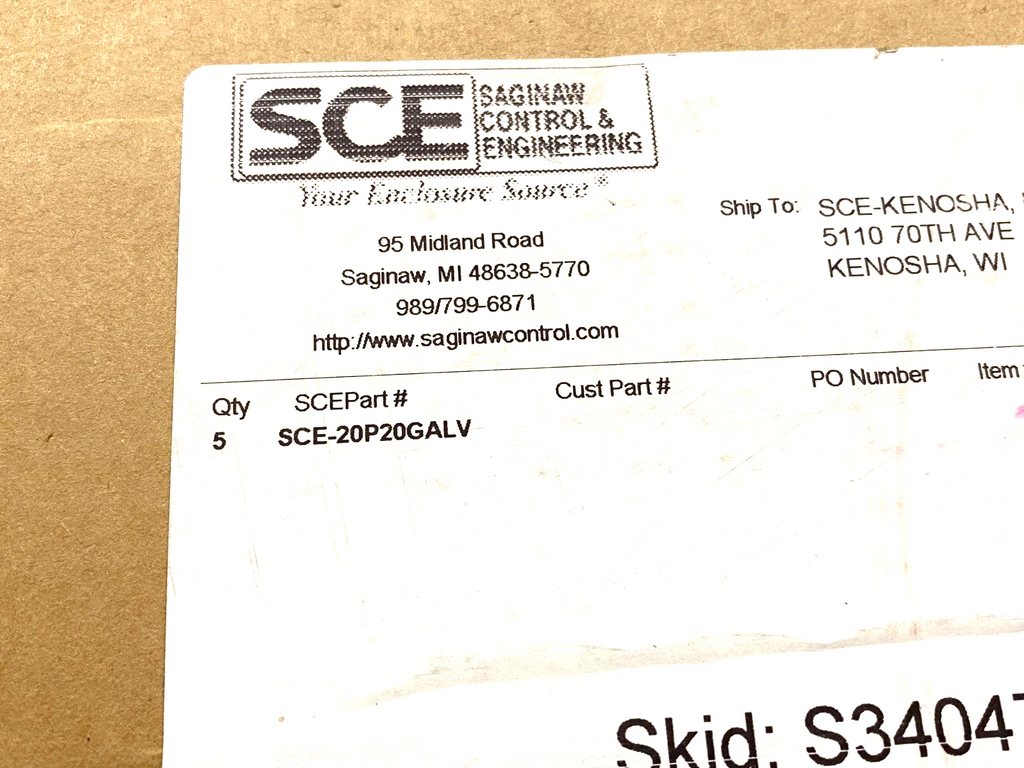 SCE
SAGINAW
CONTROL &
ENGINEERING
Your Enclosure Source®
95 Midland Road
Saginaw, MI 48638-5770
989/799-6871
http://www.saginawcontrol.com
Ship To: SCE-KENOSHA,
5110 70TH AVE
KENOSHA, WI
Qty SCEPart # Cust Part # PO Number Item
5 SCE-20P20GALV
Skid: S3404